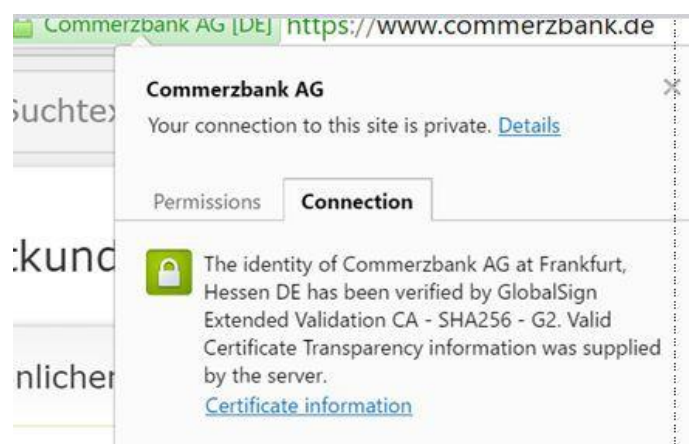 Commerzbank AG [DE] https://www.commerzbank.de
Commerzbank AG
Your connection to this site is private. Details
Permissions Connection
The identity of Commerzbank AG at Frankfurt,
Hessen DE has been verified by GlobalSign
Extended Validation CA - SHA256 - G2. Valid
Certificate Transparency information was supplied
by the server.
Certificate information